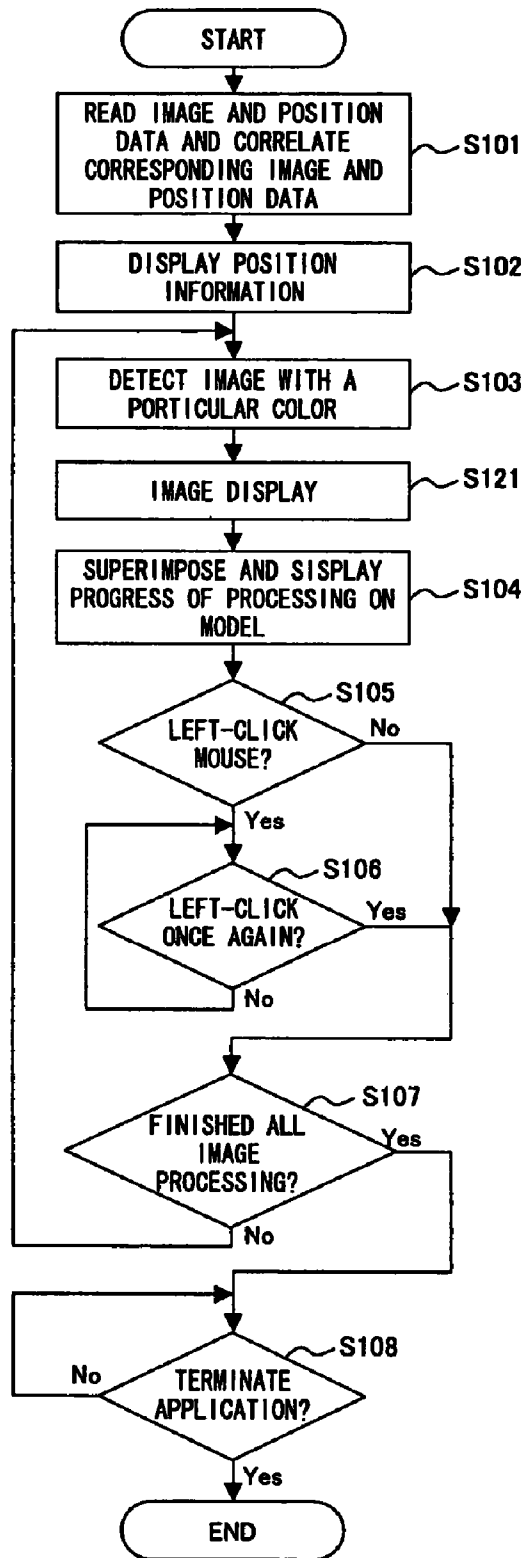 START
READ IMAGE AND POSITION
DATA AND CORRELATE
CORRESPONDING IMAGE AND
POSITION DATA
S101
DISPLAY POSITION
INFORMATION
S102
DETECT IMAGE WITH A
PORTICULAR COLOR
S103
IMAGE DISPLAY
S121
SUPERIMPOSE AND SISPLAY
PROGRESS OF PROCESSING ON
MODEL
S104
S105
LEFT-CLICK
MOUSE?
No
Yes
S106
LEFT-CLICK
ONCE AGAIN?
Yes
No
S107
FINISHED ALL
IMAGE
PROCESSING?
Yes
No
S108
No
TERMINATE
APPLICATION?
Yes
END